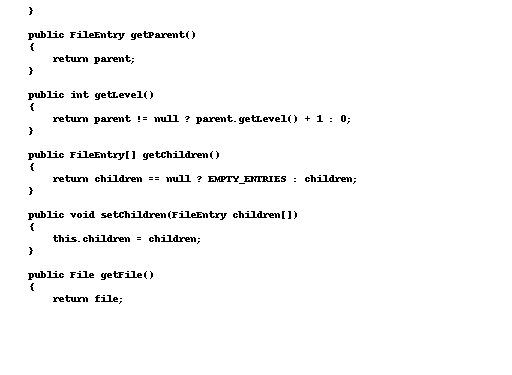 }
public FileEntry getParent()
{
return parent;
}
public int getLevel()
{
return parent != null ? parent.getLevel() + 1 : 0;
}
public FileEntry[] getChildren()
{
return children == null ? EMPTY_ENTRIES : children;
}
public void setChildren(FileEntry children[])
{
this.children = children;
}
public File getFile()
{
return file;